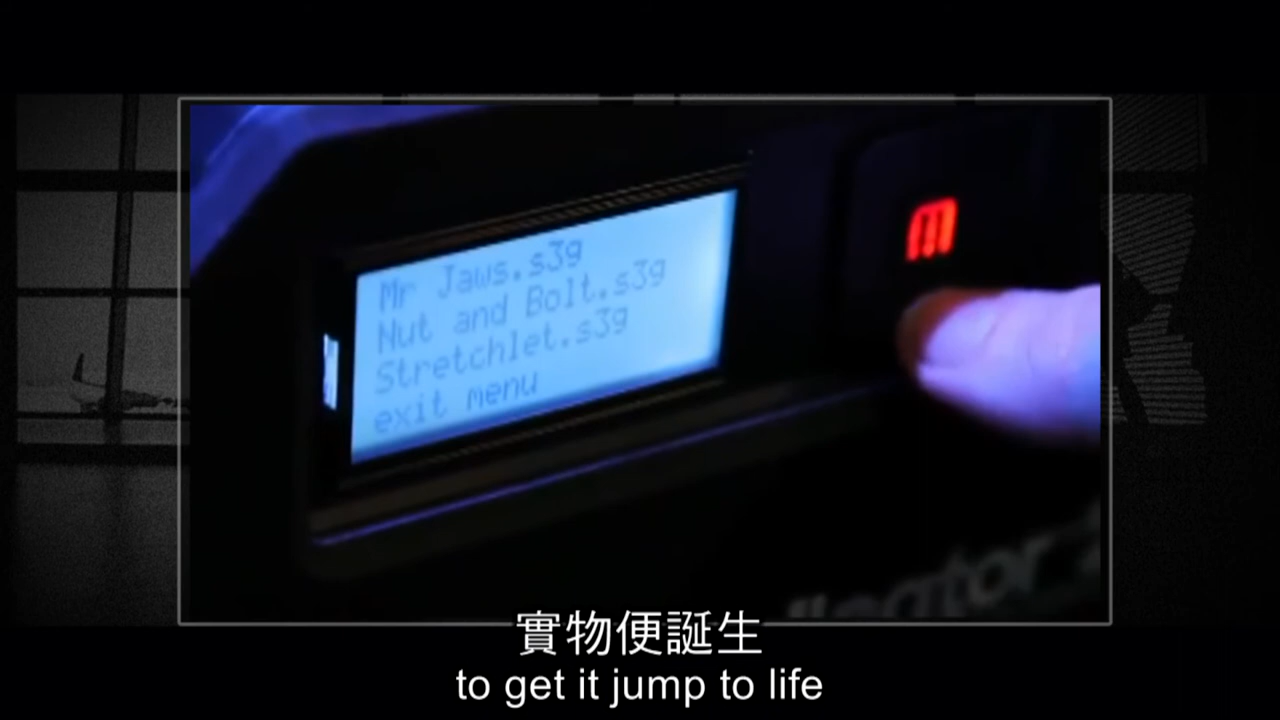 Mr Jaws.s3g
Nut and Bolt.s3g
Stretchlet.s3g
exit menu
m
實物便誕生
to get it jump to life